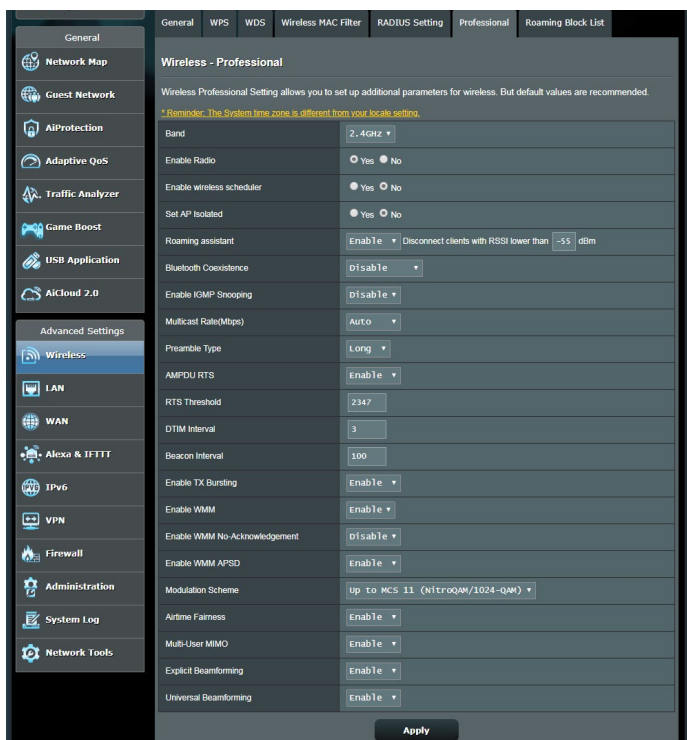 General WPS WDS Wireless MAC Filter RADIUS Setting Professional Roaming Block List
General
Network Map
Guest Network
AiProtection
Adaptive QoS
Traffic Analyzer
Game Boost
USB Application
AiCloud 2.0
Advanced Settings
Wireless
LAN
WAN
Alexa & IFTTT
IPv6
VPN
Firewall
Administration
System Log
Network Tools
Wireless - Professional
Wireless Professional Setting allows you to set up additional parameters for wireless. But default values are recommended.
* Reminder: The System time zone is different from your locale setting.
Band 2.4GHz
Enable Radio Yes No
Enable wireless scheduler Yes No
Set AP Isolated Yes No
Roaming assistant Enable Disconnect clients with RSSI lower than -55 dBm
Bluetooth Coexistence Disable
Enable IGMP Snooping Disable
Multicast Rate(Mbps) Auto
Preamble Type Long
AMPDU RTS Enable
RTS Threshold 2347
DTIM Interval 3
Beacon Interval 100
Enable TX Bursting Enable
Enable WMM Enable
Enable WMM No-Acknowledgement Disable
Enable WMM APSD Enable
Modulation Scheme Up to MCS 11 (NitroQAM/1024-QAM)
Airtime Fairness Enable
Multi-User MIMO Enable
Explicit Beamforming Enable
Universal Beamforming Enable
Apply